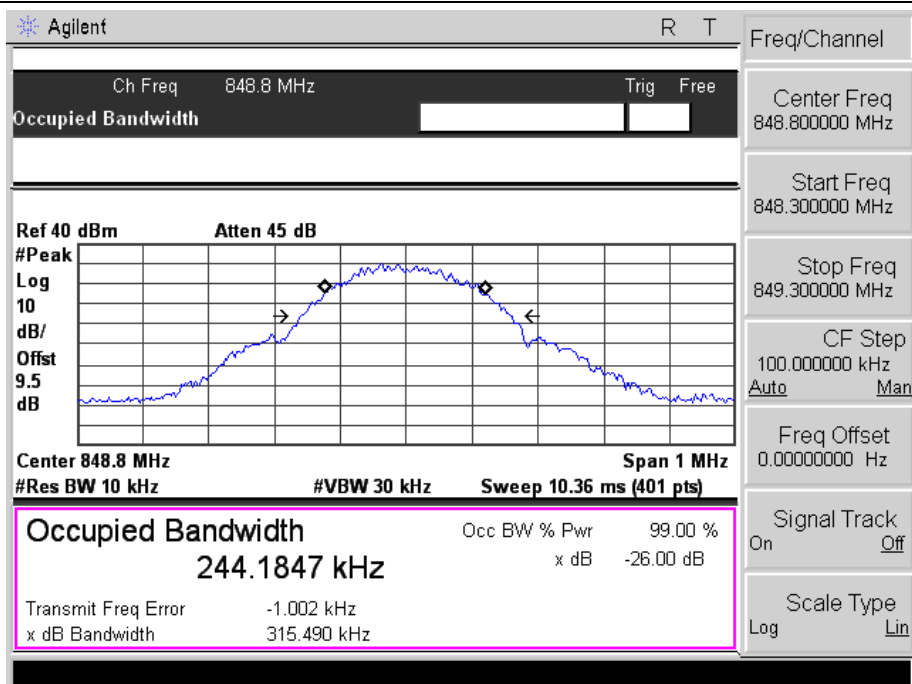 Agilent R T
Ch Freq 848.8 MHz Trig Free
Occupied Bandwidth
Ref 40 dBm Atten 45 dB
#Peak
Log
10
dB/
Offst
9.5
dB
Center 848.8 MHz Span 1 MHz
#Res BW 10 kHz #VBW 30 kHz Sweep 10.36 ms (401 pts)
Occupied Bandwidth
244.1847 kHz
Occ BW % Pwr 99.00 %
x dB -26.00 dB
Transmit Freq Error -1.002 kHz
x dB Bandwidth 315.490 kHz
Freq/Channel
Center Freq
848.800000 MHz
Start Freq
848.300000 MHz
Stop Freq
849.300000 MHz
CF Step
100.000000 kHz
Auto Man
Freq Offset
0.00000000 Hz
Signal Track
On Off
Scale Type
Log Lin